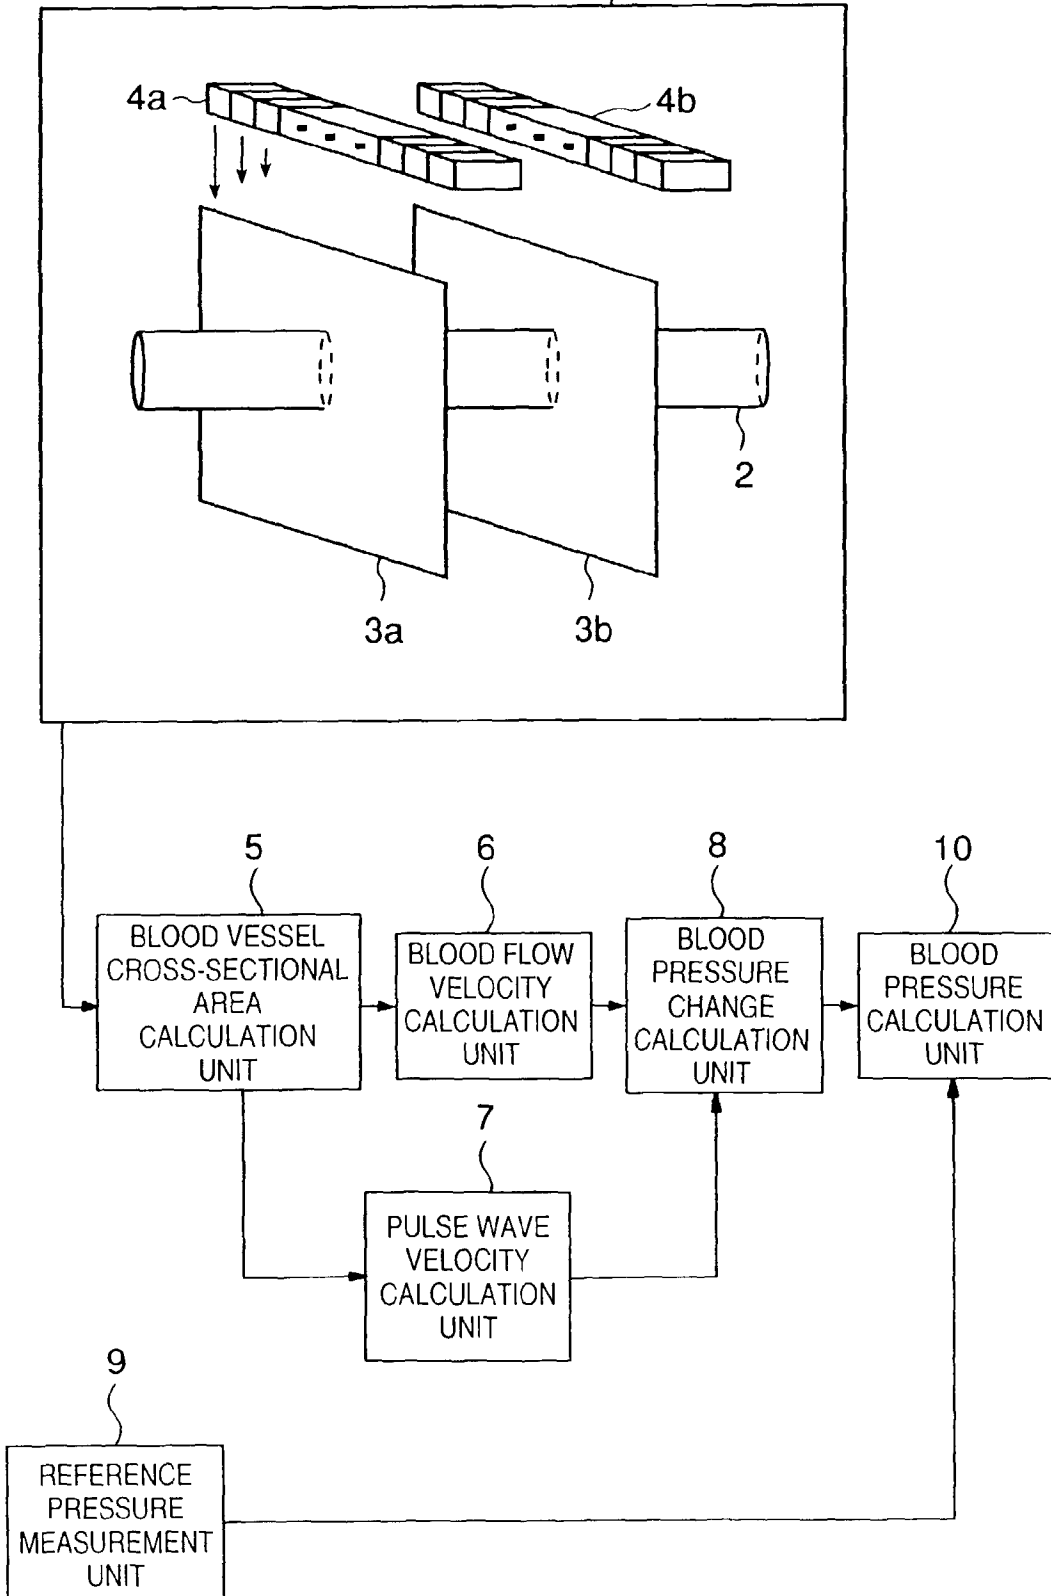 4a
4b
2
3a
3b
5
6
8
10
BLOOD VESSEL
CROSS-SECTIONAL
AREA
CALCULATION
UNIT
BLOOD FLOW
VELOCITY
CALCULATION
UNIT
BLOOD
PRESSURE
CHANGE
CALCULATION
UNIT
BLOOD
PRESSURE
CALCULATION
UNIT
7
PULSE WAVE
VELOCITY
CALCULATION
UNIT
9
REFERENCE
PRESSURE
MEASUREMENT
UNIT